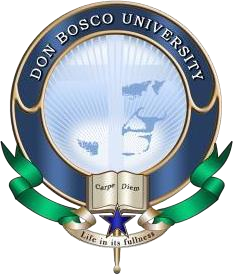 DON BOSCO UNIVERSITY
Carpe Diem
Life in its fullness